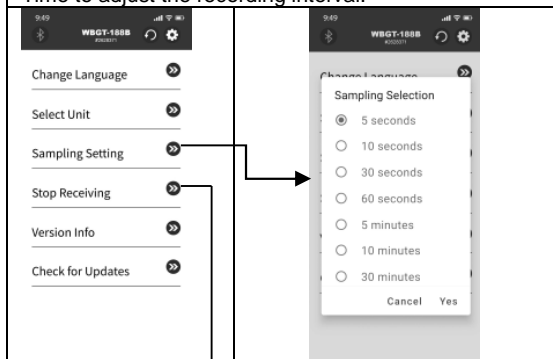 Time to adjust the recording interval.
9:49
WBGT-188B
Change Language
Select Unit
Sampling Setting
Stop Receiving
Version Info
Check for Updates
9:49
WBGT-188B
Change Language
Sampling Selection
5 seconds
10 seconds
30 seconds
60 seconds
5 minutes
10 minutes
30 minutes
Cancel Yes